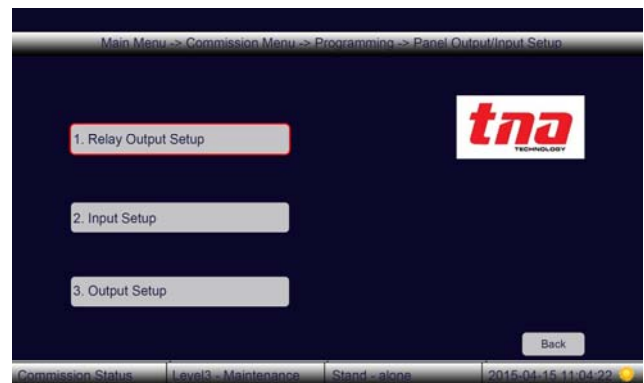 Main Menu -> Commission Menu -> Programming -> Panel Output/Input Setup
tna
TECHNOLOGY
1. Relay Output Setup
2. Input Setup
3. Output Setup
Back
Commission Status Level3 - Maintenance Stand - alone 2015-04-15 11:04:22